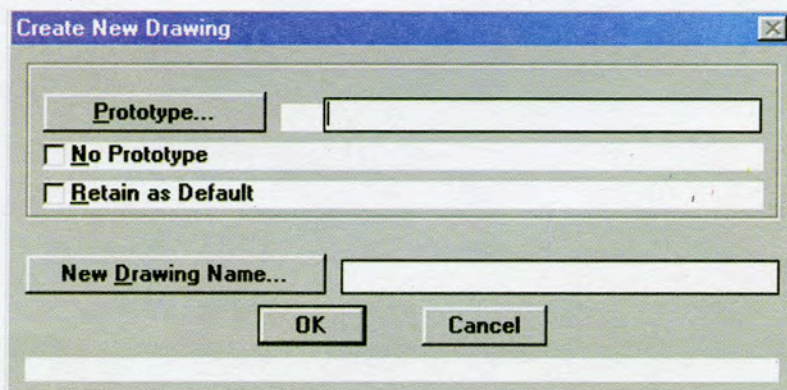 Create New Drawing
Prototype...
No Prototype
Retain as Default
New Drawing Name...
OK Cancel